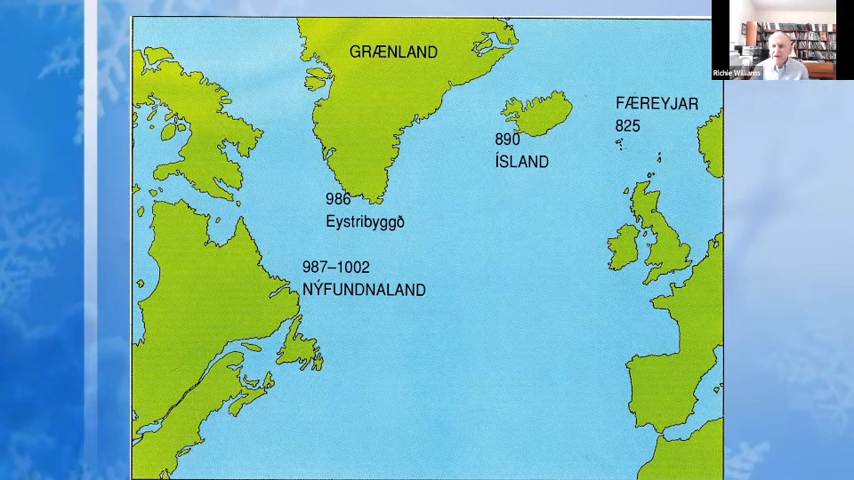 GRÆNLAND
Richie Williams
FÆREYJAR
825
890
ÍSLAND
986
Eystribyggð
987–1002
NÝFUNDNALAND